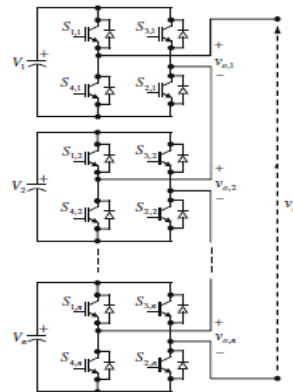 S1,1 S3,1
V1 + +
vo,1
−
S4,1 S2,1
S1,2 S3,2
V2 + +
vo,2
−
S4,2 S2,2
v
S1,n S3,n
Vn + +
vo,n
−
S4,n S2,n